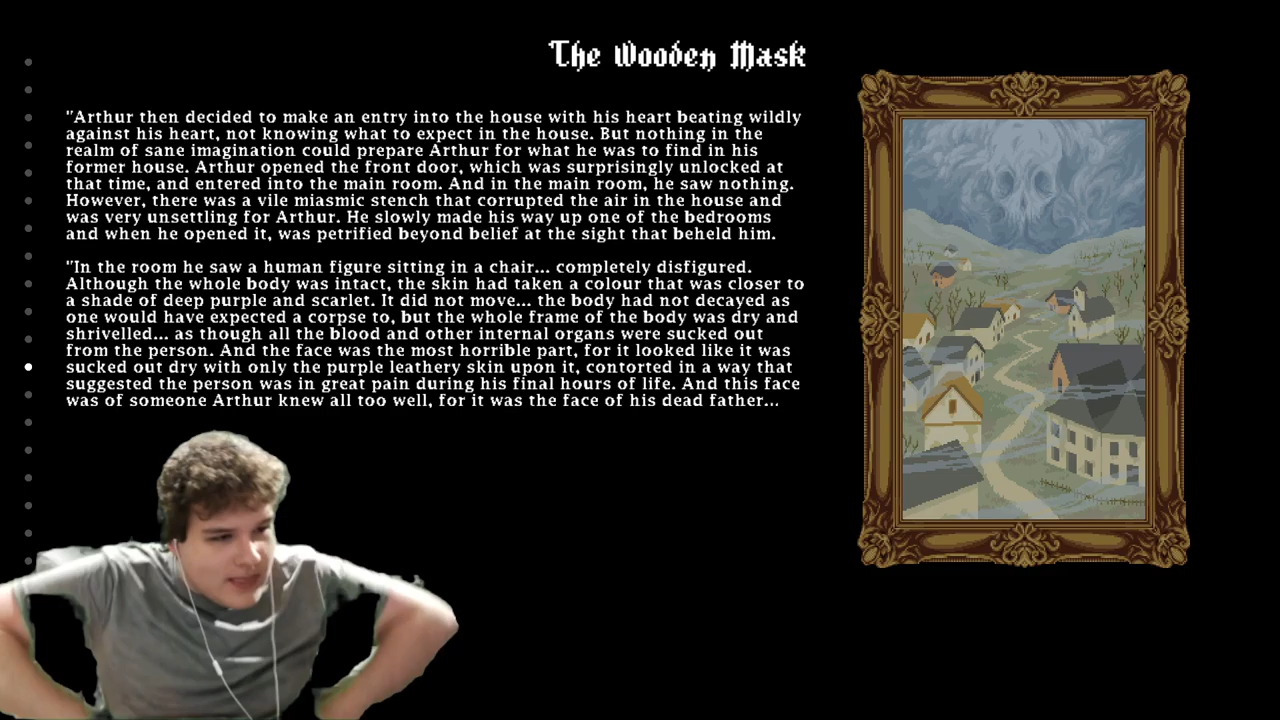 The Wooden Mask
"Arthur then decided to make an entry into the house with his heart beating wildly
against his heart, not knowing what to expect in the house. But nothing in the
realm of sane imagination could prepare Arthur for what he was to find in his
former house. Arthur opened the front door, which was surprisingly unlocked at
that time, and entered into the main room. And in the main room, he saw nothing.
However, there was a vile miasmic stench that corrupted the air in the house and
was very unsettling for Arthur. He slowly made his way up one of the bedrooms
and when he opened it, was petrified beyond belief at the sight that beheld him.
"In the room he saw a human figure sitting in a chair... completely disfigured.
Although the whole body was intact, the skin had taken a colour that was closer to
a shade of deep purple and scarlet. It did not move... the body had not decayed as
one would have expected a corpse to, but the whole frame of the body was dry and
shrivelled... as though all the blood and other internal organs were sucked out
from the person. And the face was the most horrible part, for it looked like it was
sucked out dry with only the purple leathery skin upon it, contorted in a way that
suggested the person was in great pain during his final hours of life. And this face
was of someone Arthur knew all too well, for it was the face of his dead father...